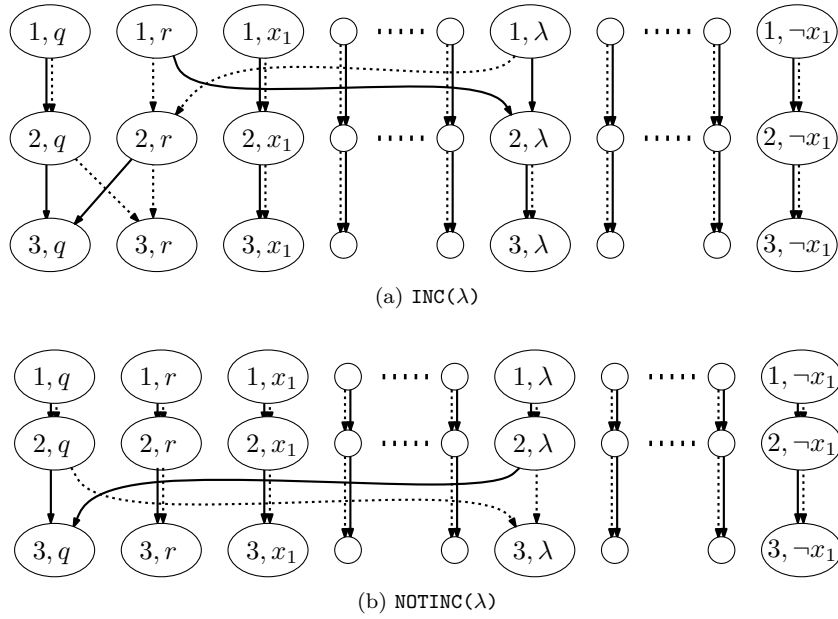 1, q 1, r 1, x₁ 1, λ 1, ¬x₁
2, q 2, r 2, x₁ 2, λ 2, ¬x₁
3, q 3, r 3, x₁ 3, λ 3, ¬x₁
(a) INC(λ)
1, q 1, r 1, x₁ 1, λ 1, ¬x₁
2, q 2, r 2, x₁ 2, λ 2, ¬x₁
3, q 3, r 3, x₁ 3, λ 3, ¬x₁
(b) NOTINC(λ)